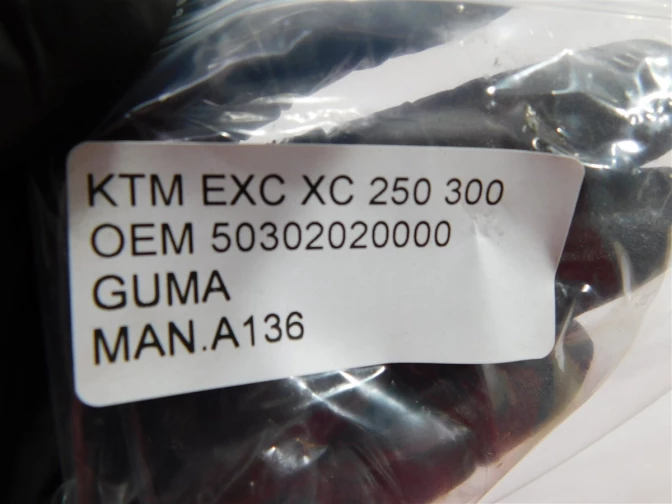 KTM EXC XC 250 300
OEM 50302020000
GUMA
MAN.A136